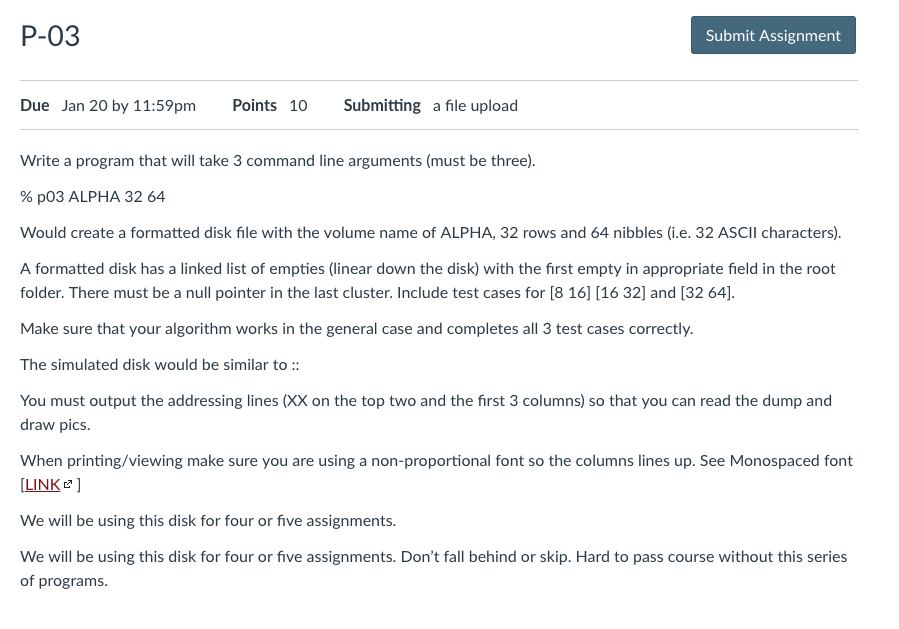 P-03
Submit Assignment
Due Jan 20 by 11:59pm Points 10 Submitting a file upload
Write a program that will take 3 command line arguments (must be three).
% p03 ALPHA 32 64
Would create a formatted disk file with the volume name of ALPHA, 32 rows and 64 nibbles (i.e. 32 ASCII characters).
A formatted disk has a linked list of empties (linear down the disk) with the first empty in appropriate field in the root
folder. There must be a null pointer in the last cluster. Include test cases for [8 16] [16 32] and [32 64].
Make sure that your algorithm works in the general case and completes all 3 test cases correctly.
The simulated disk would be similar to ::
You must output the addressing lines (XX on the top two and the first 3 columns) so that you can read the dump and
draw pics.
When printing/viewing make sure you are using a non-proportional font so the columns lines up. See Monospaced font
[LINK ]
We will be using this disk for four or five assignments.
We will be using this disk for four or five assignments. Don't fall behind or skip. Hard to pass course without this series
of programs.